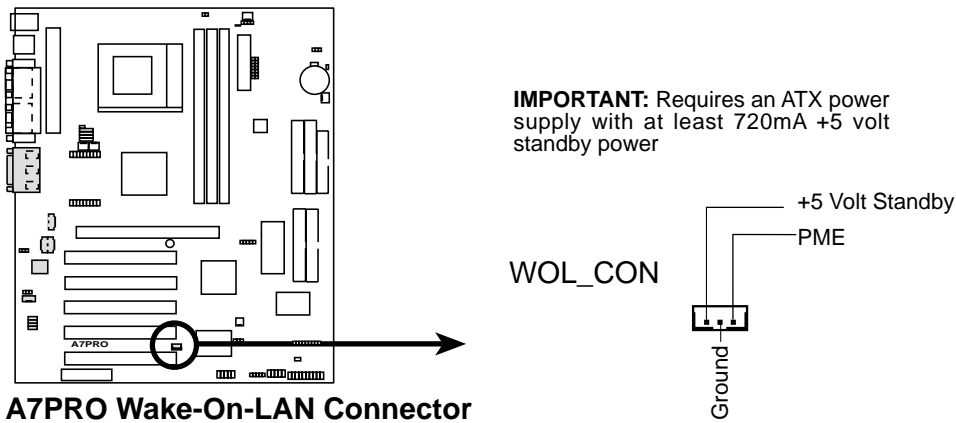 IMPORTANT: Requires an ATX power
supply with at least 720mA +5 volt
standby power
+5 Volt Standby
PME
WOL_CON
Ground
A7PRO
A7PRO Wake-On-LAN Connector